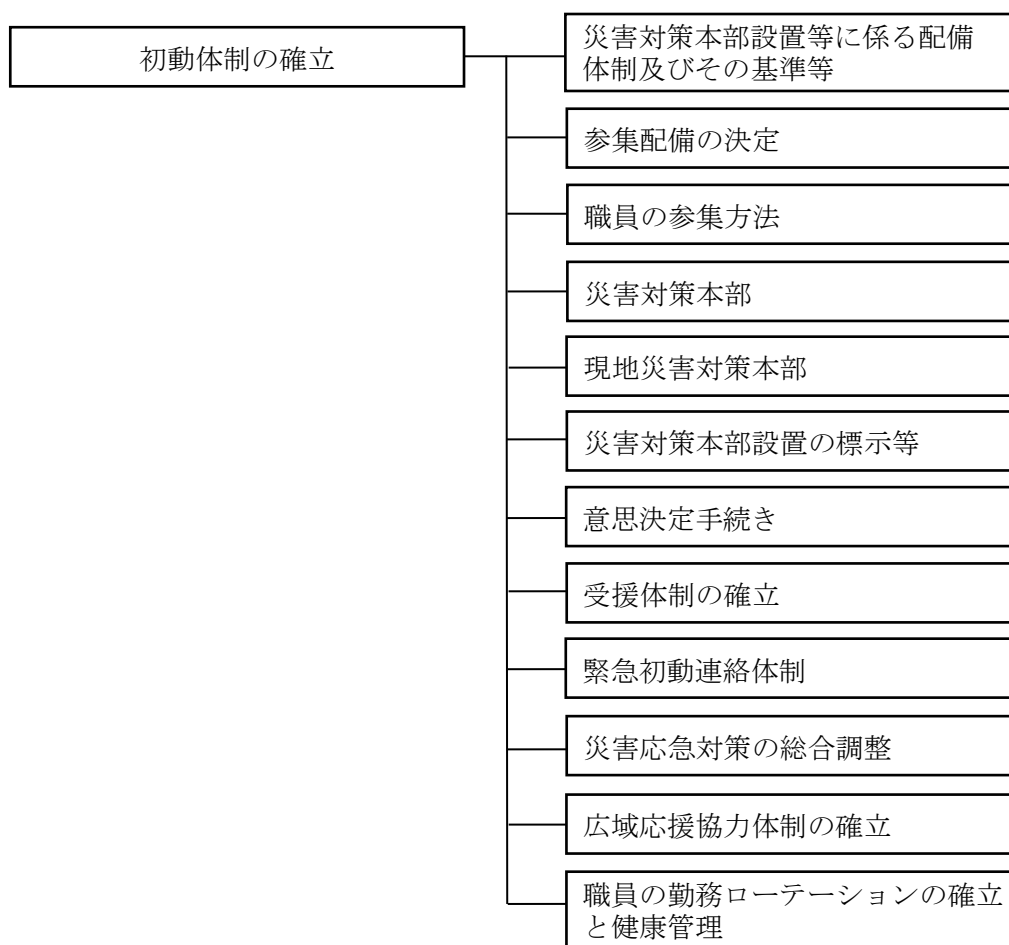 初動体制の確立
災害対策本部設置等に係る配備
体制及びその基準等
参集配備の決定
職員の参集方法
災害対策本部
現地災害対策本部
災害対策本部設置の標示等
意思決定手続き
受援体制の確立
緊急初動連絡体制
災害応急対策の総合調整
広域応援協力体制の確立
職員の勤務ローテーションの確立
と健康管理